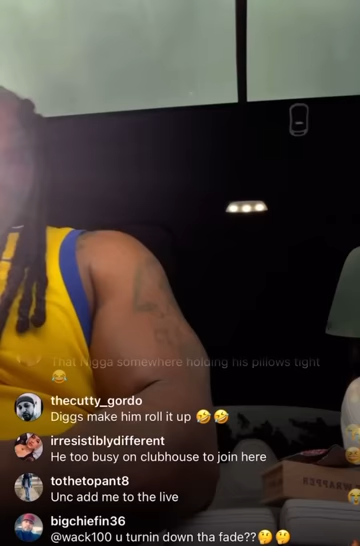 That Nigga somewhere holding his pillows tight
😂
thecutty_gordo
Diggs make him roll it up 🤣🤣
irresistiblydifferent
He too busy on clubhouse to join here
tothetopant8
Unc add me to the live
bigchiefin36
@wack100 u turnin down tha fade??🤔🤔
WRAPPER